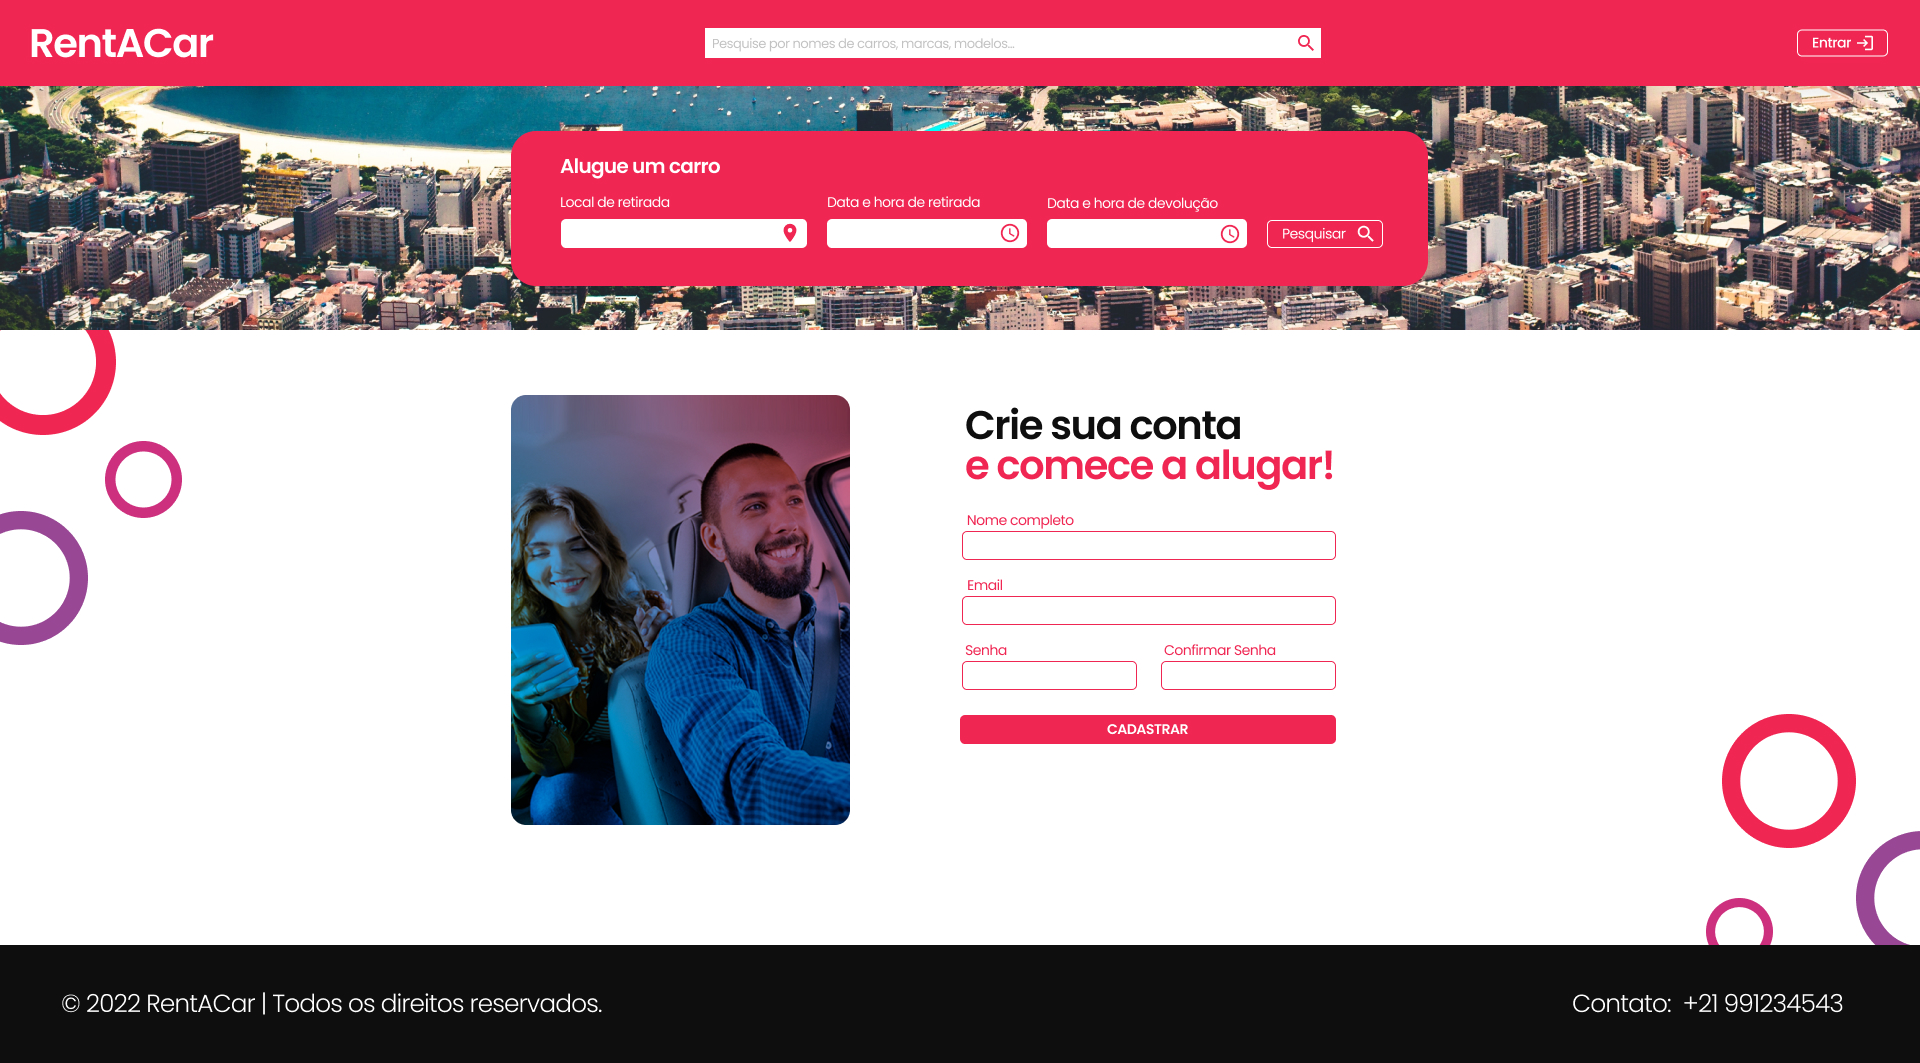 RentACar
Pesquise por nomes de carros, marcas, modelos...
Entrar
Alugue um carro
Local de retirada
Data e hora de retirada
Data e hora de devolução
Pesquisar
Crie sua conta
e comece a alugar!
Nome completo
Email
Senha
Confirmar Senha
CADASTRAR
© 2022 RentACar | Todos os direitos reservados.
Contato: +21 991234543